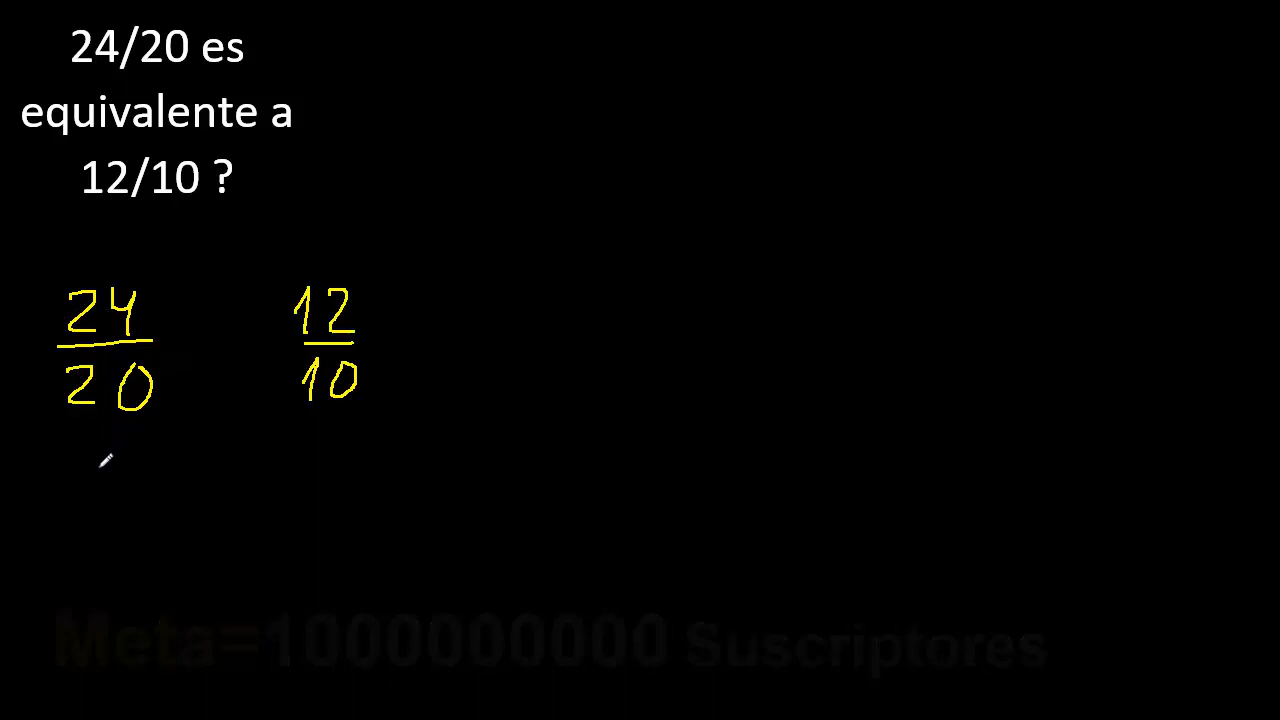 24/20 es
equivalente a
12/10 ?
24 12
20 10
Meta=1000000000 Suscriptores